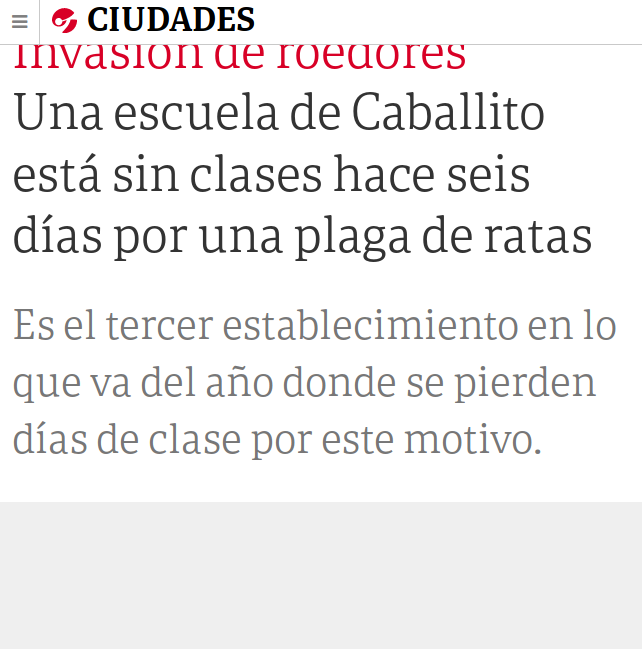 CIUDADES
Invasión de roedores
Una escuela de Caballito
está sin clases hace seis
días por una plaga de ratas
Es el tercer establecimiento en lo
que va del año donde se pierden
días de clase por este motivo.